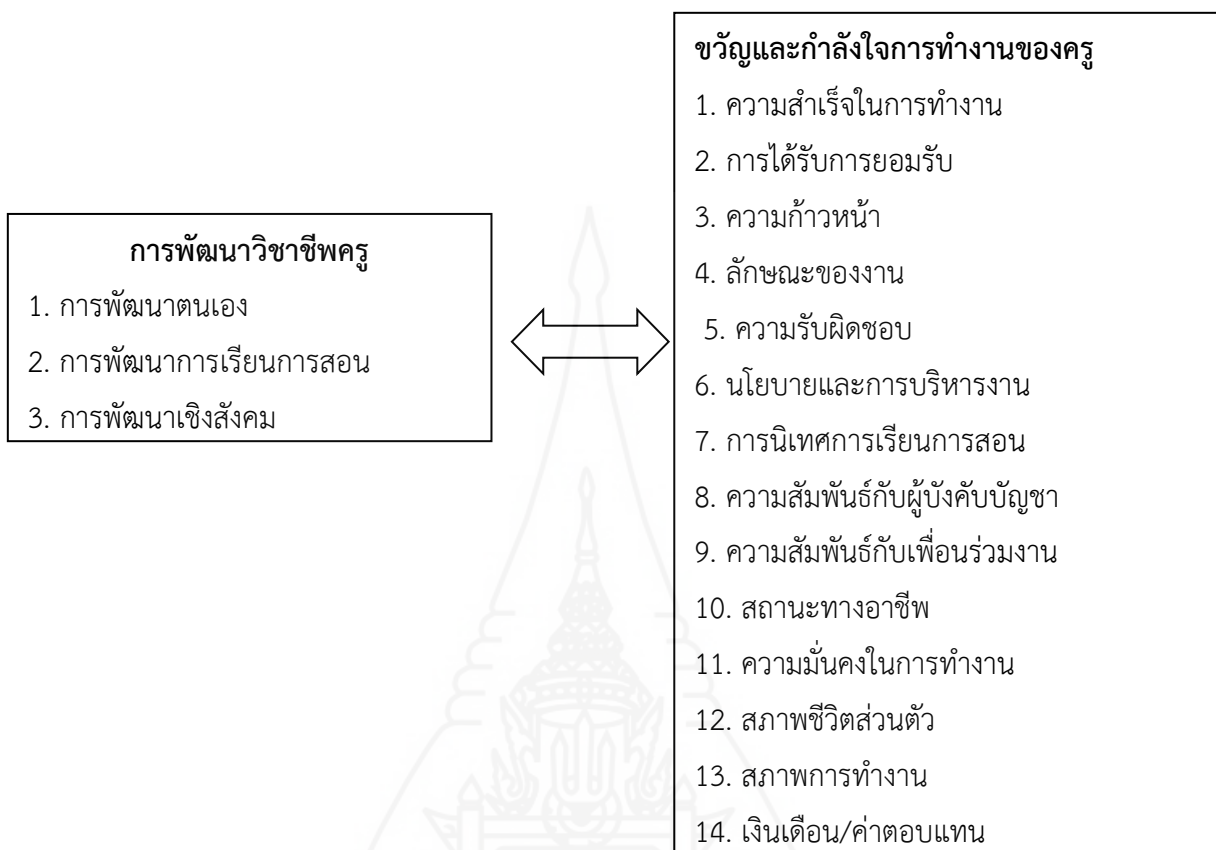 การพัฒนาวิชาชีพครู
1. การพัฒนาตนเอง
2. การพัฒนาการเรียนการสอน
3. การพัฒนาเชิงสังคม
ขวัญและกำลังใจการทำงานของครู
1. ความสำเร็จในการทำงาน
2. การได้รับการยอมรับ
3. ความก้าวหน้า
4. ลักษณะของงาน
5. ความรับผิดชอบ
6. นโยบายและการบริหารงาน
7. การนิเทศการเรียนการสอน
8. ความสัมพันธ์กับผู้บังคับบัญชา
9. ความสัมพันธ์กับเพื่อนร่วมงาน
10. สถานะทางอาชีพ
11. ความมั่นคงในการทำงาน
12. สภาพชีวิตส่วนตัว
13. สภาพการทำงาน
14. เงินเดือน/ค่าตอบแทน